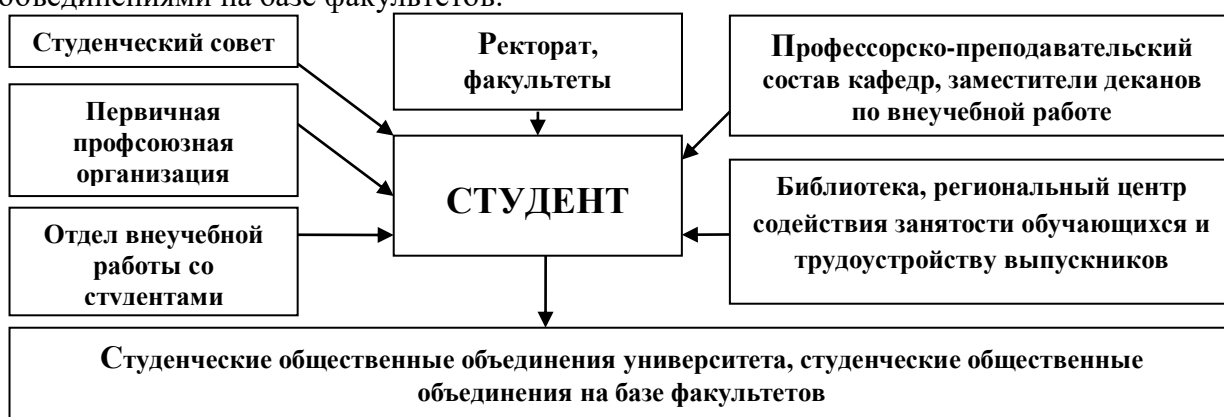 объединениями на базе факультетов.
Студенческий совет
Ректорат,
факультеты
Профессорско-преподавательский
состав кафедр, заместители деканов
по внеучебной работе
Первичная
профсоюзная
организация
СТУДЕНТ
Библиотека, региональный центр
содействия занятости обучающихся и
трудоустройству выпускников
Отдел внеучебной
работы со
студентами
Студенческие общественные объединения университета, студенческие общественные
объединения на базе факультетов